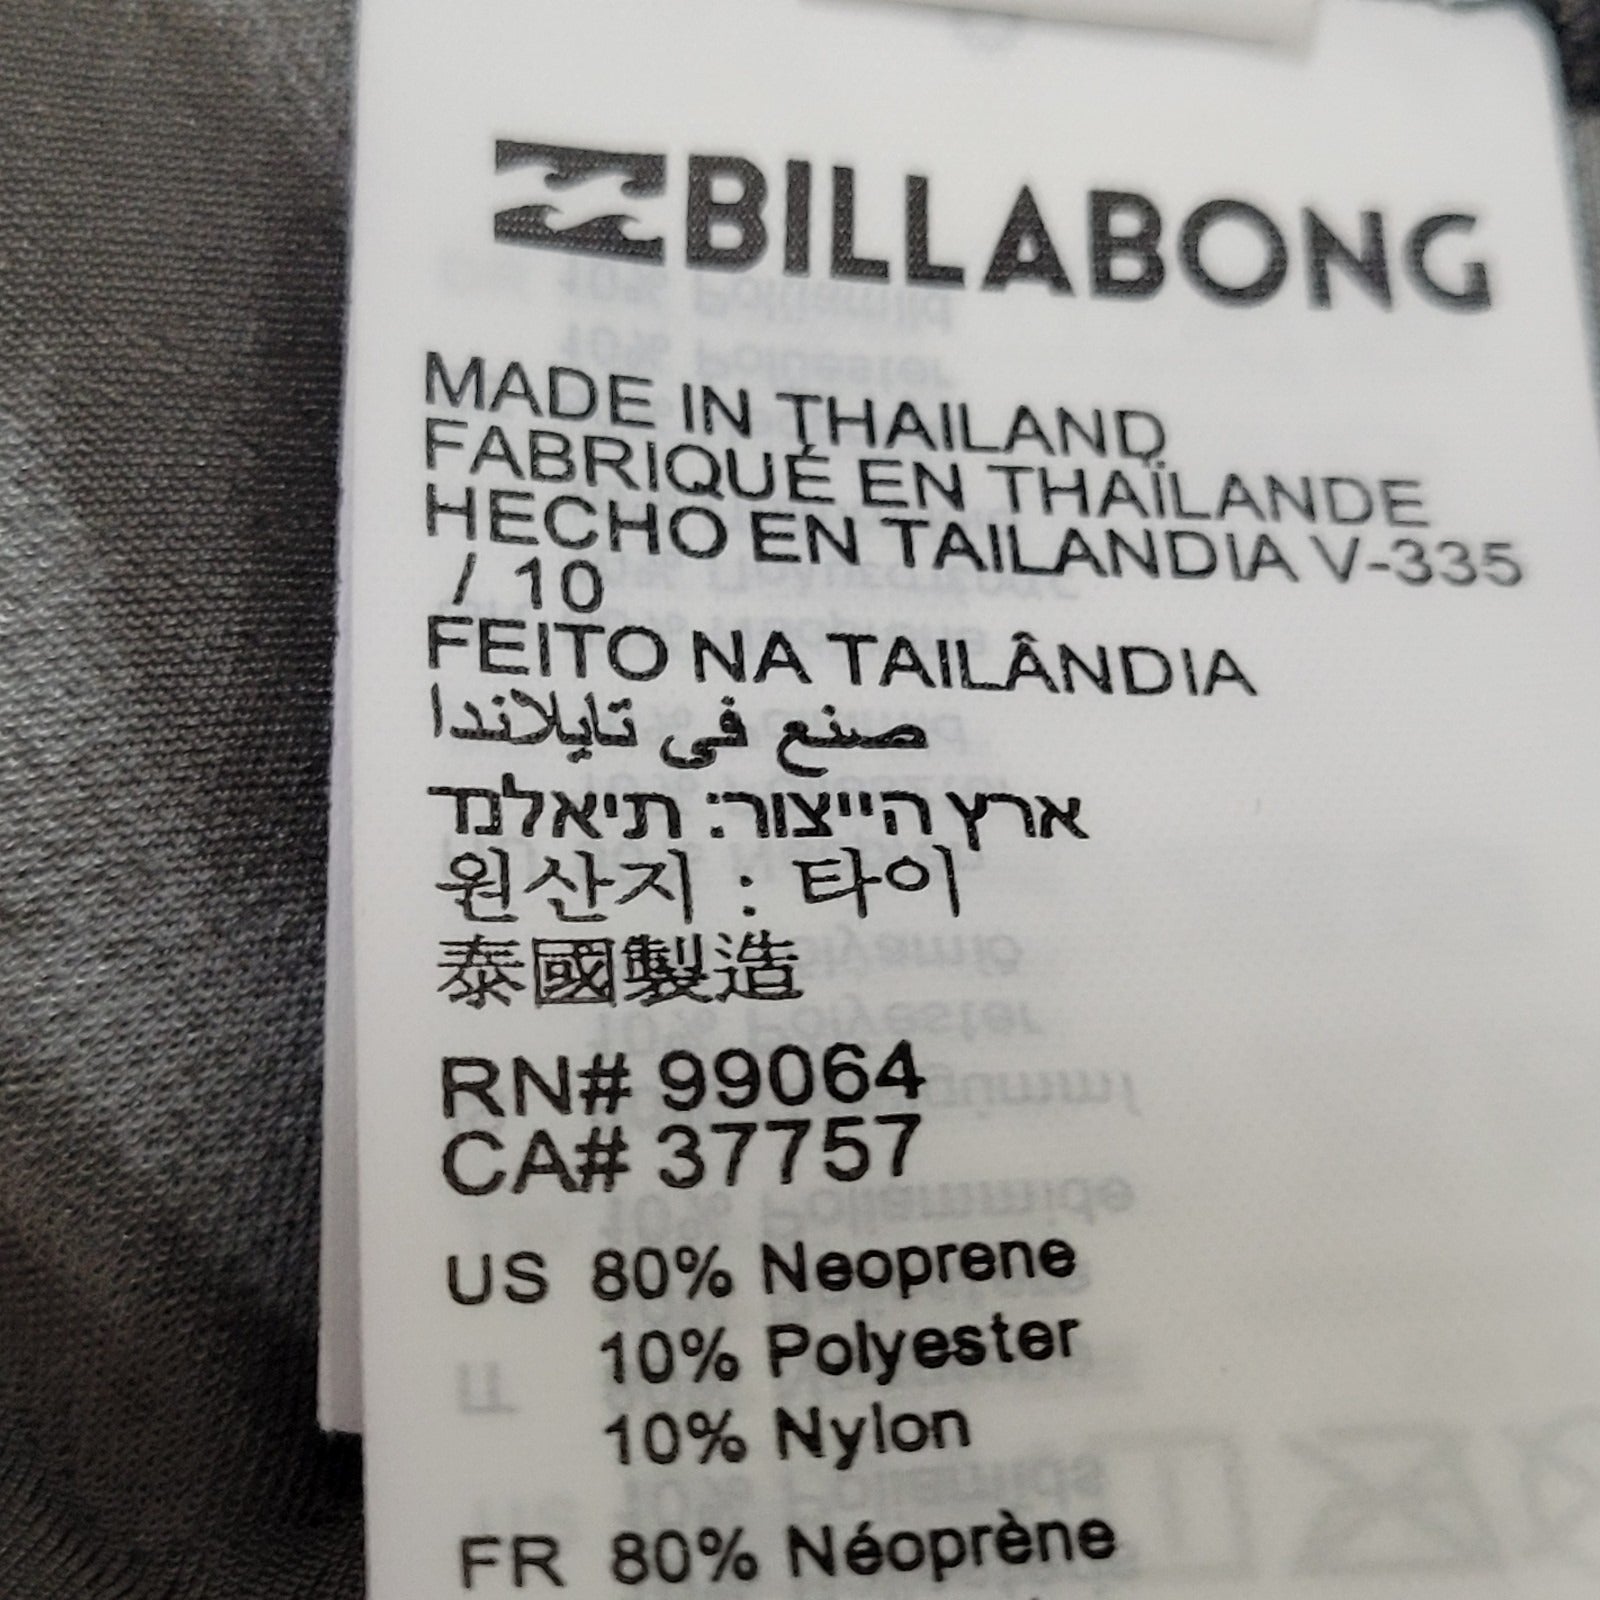 BILLABONG
MADE IN THAILAND
FABRIQUÉ EN THAÏLANDE
HECHO EN TAILANDIA V-335
/ 10
FEITO NA TAILÂNDIA
صنع في تايلاندا
ארץ הייצור: תיאלנד
원산지 : 타이
泰國製造
RN# 99064
CA# 37757
US 80% Neoprene
10% Polyester
10% Nylon
FR 80% Néoprène